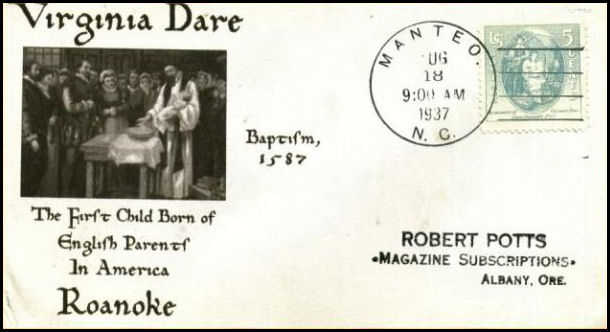 Virginia Dare
Baptism,
1587
The First Child Born of
English Parents
In America
Roanoke
MANTEO.
UG
18
9:00 AM
1937
N. C.
5
ROBERT POTTS
•MAGAZINE SUBSCRIPTIONS•
ALBANY, ORE.